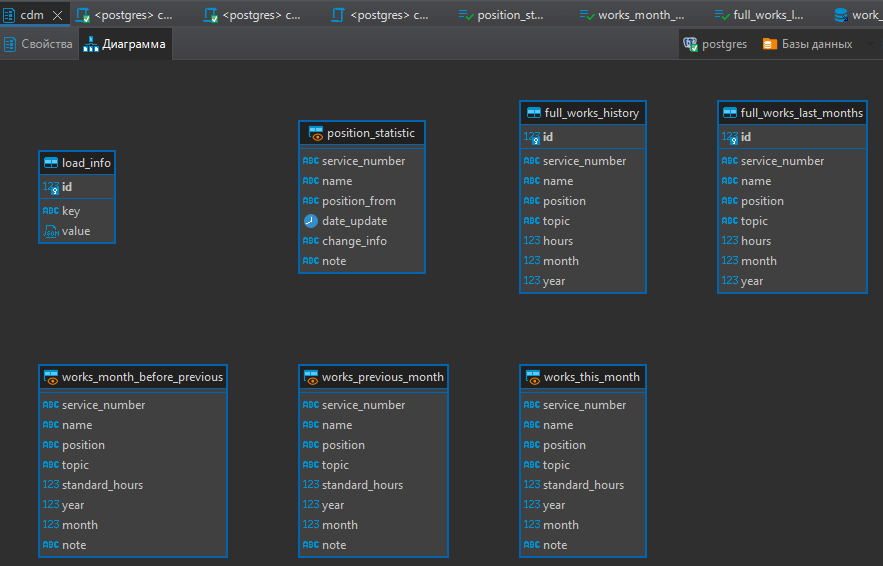 cdm
<postgres> c...
<postgres> c...
<postgres> c...
position_st...
works_month_...
full_works_l...
work_
Свойства
Диаграмма
postgres
Базы данных
load_info
123 id
ABC key
JSON value
position_statistic
ABC service_number
ABC name
ABC position_from
date_update
ABC change_info
ABC note
full_works_history
123 id
ABC service_number
ABC name
ABC position
ABC topic
123 hours
123 month
123 year
full_works_last_months
123 id
ABC service_number
ABC name
ABC position
ABC topic
123 hours
123 month
123 year
works_month_before_previous
ABC service_number
ABC name
ABC position
ABC topic
123 standard_hours
123 year
123 month
ABC note
works_previous_month
ABC service_number
ABC name
ABC position
ABC topic
123 standard_hours
123 year
123 month
ABC note
works_this_month
ABC service_number
ABC name
ABC position
ABC topic
123 standard_hours
123 year
123 month
ABC note